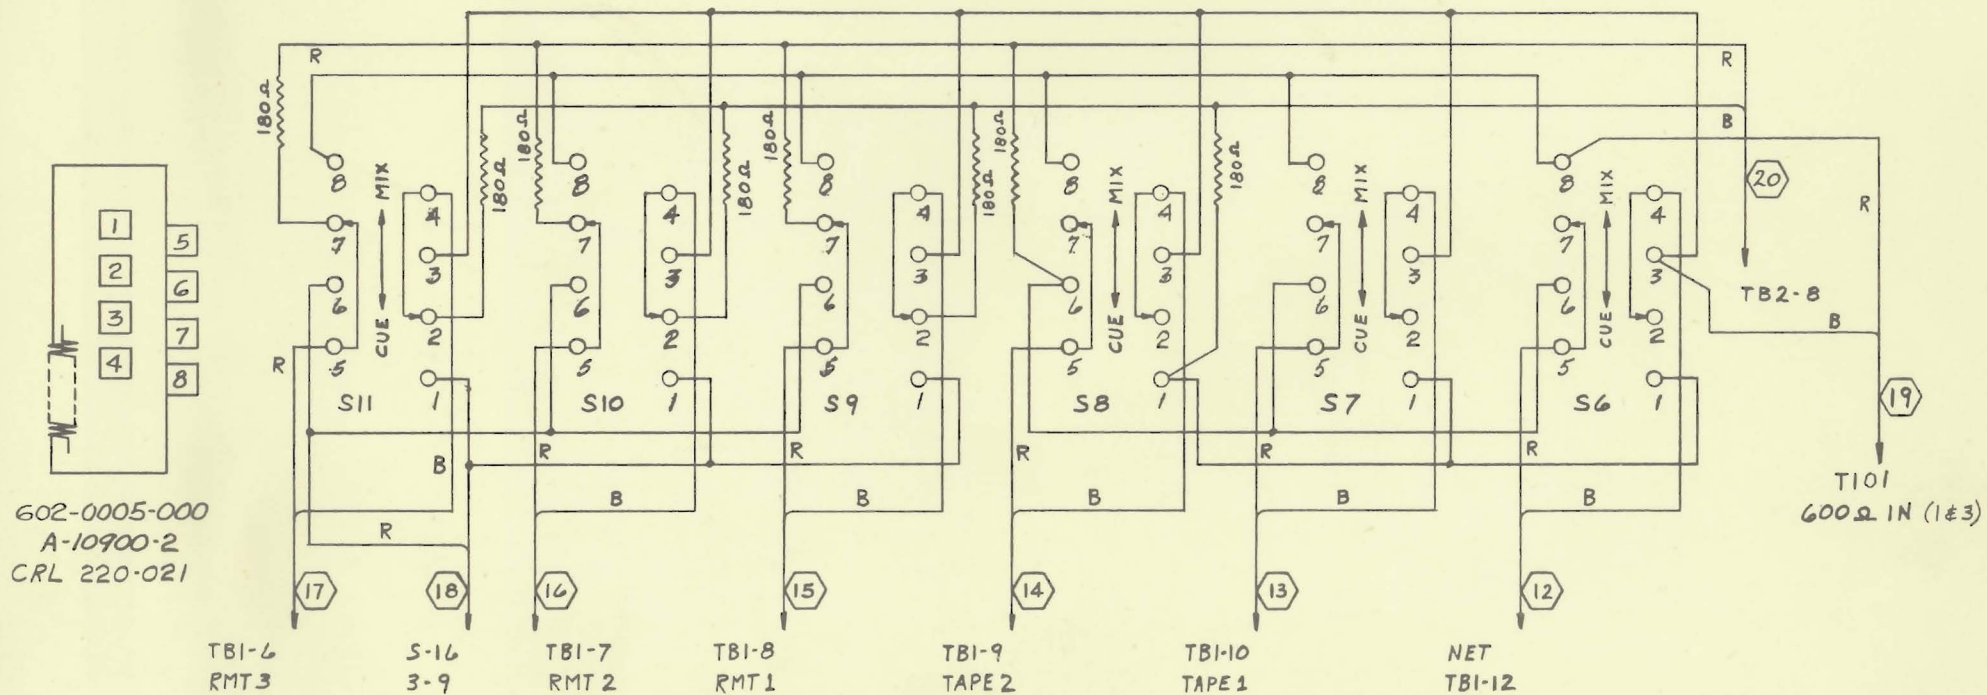 R
R
B
R
180Ω
180Ω
180Ω
180Ω
180Ω
180Ω
180Ω
180Ω
8
7
6
5
MIX
CUE
4
3
2
1
S11
8
7
6
5
4
3
2
1
S10
8
7
6
5
4
3
2
1
S9
8
7
6
5
MIX
CUE
4
3
2
1
S8
8
7
6
5
MIX
CUE
4
3
2
1
S7
8
7
6
5
MIX
CUE
4
3
2
1
S6
20
TB2-8
B
19
T101
600Ω IN (1&3)
1
2
3
4
5
6
7
8
602-0005-000
A-10900-2
CRL 220-021
R
B
R
R
B
R
B
R
B
R
B
R
B
17
18
16
15
14
13
12
TB1-6
RMT 3
S-16
3-9
TB1-7
RMT 2
TB1-8
RMT 1
TB1-9
TAPE 2
TB1-10
TAPE 1
NET
TB1-12